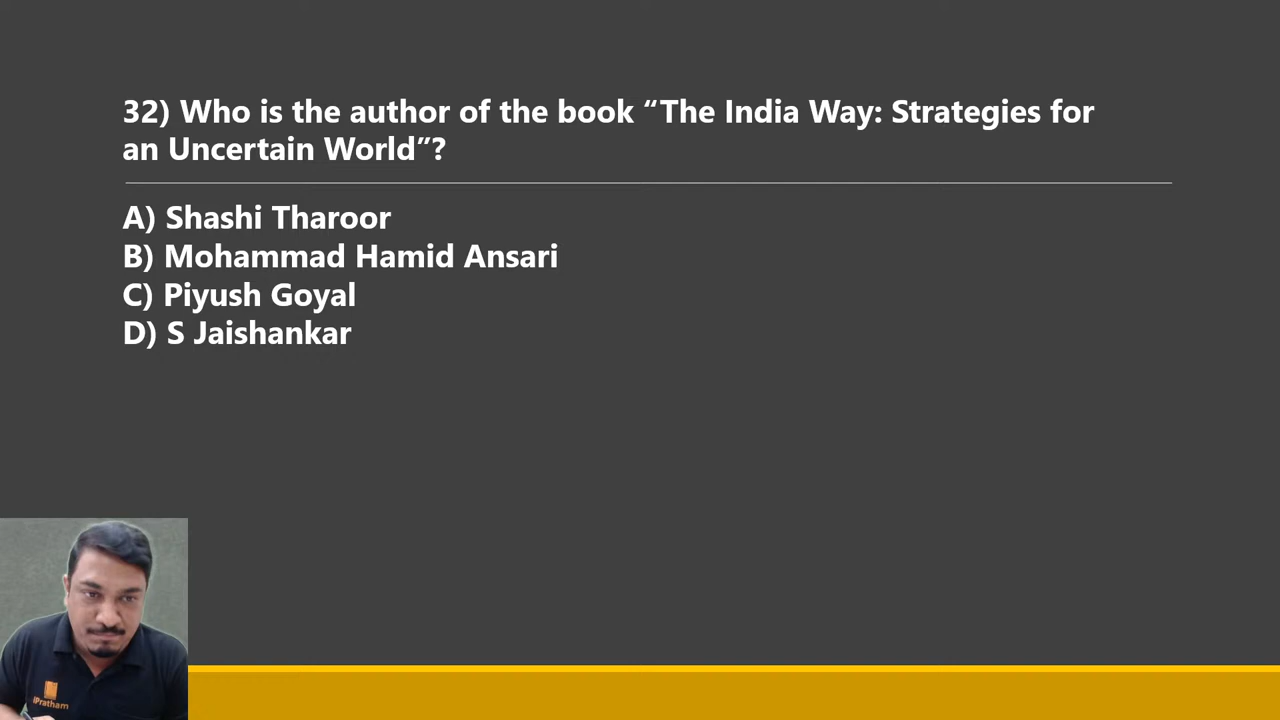 32) Who is the author of the book “The India Way: Strategies for
an Uncertain World”?
A) Shashi Tharoor
B) Mohammad Hamid Ansari
C) Piyush Goyal
D) S Jaishankar
iPratham